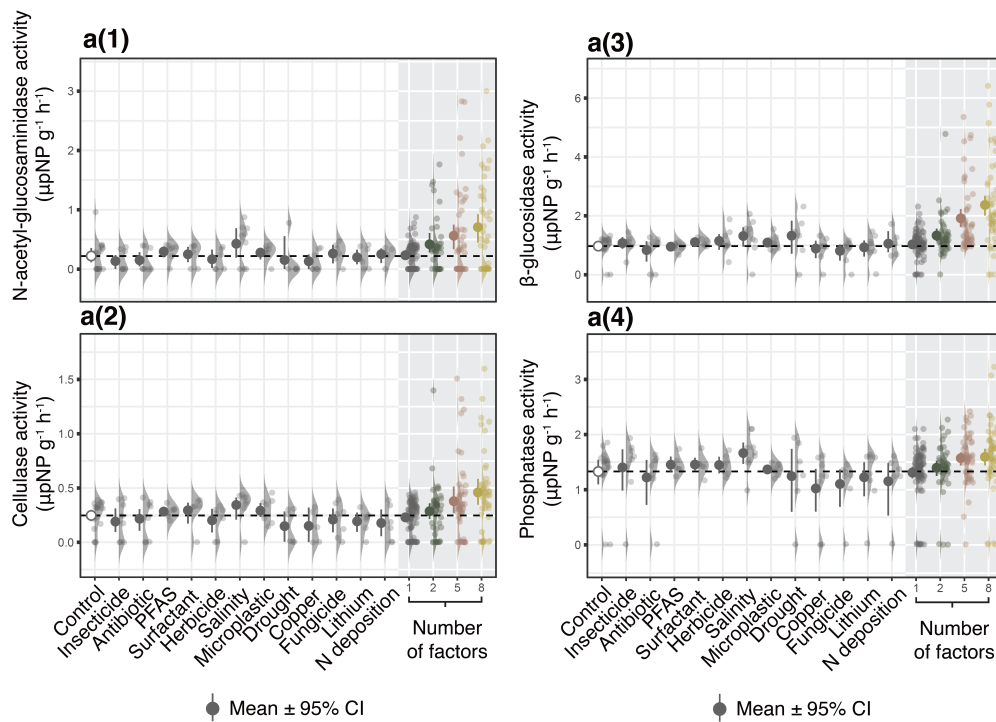 a(1)
N-acetyl-glucosaminidase activity
(µpNP g-1 h-1)
3
2
1
0
a(3)
β-glucosidase activity
(µpNP g-1 h-1)
6
4
2
0
a(2)
Cellulase activity
(µpNP g-1 h-1)
1.5
1.0
0.5
0.0
a(4)
Phosphatase activity
(µpNP g-1 h-1)
3
2
1
0
Control
Insecticide
Antibiotic
PFAS
Surfactant
Herbicide
Salinity
Microplastic
Drought
Copper
Fungicide
Lithium
N deposition
1 2 5 8
Number
of factors
Control
Insecticide
Antibiotic
PFAS
Surfactant
Herbicide
Salinity
Microplastic
Drought
Copper
Fungicide
Lithium
N deposition
1 2 5 8
Number
of factors
Mean ± 95% CI
Mean ± 95% CI